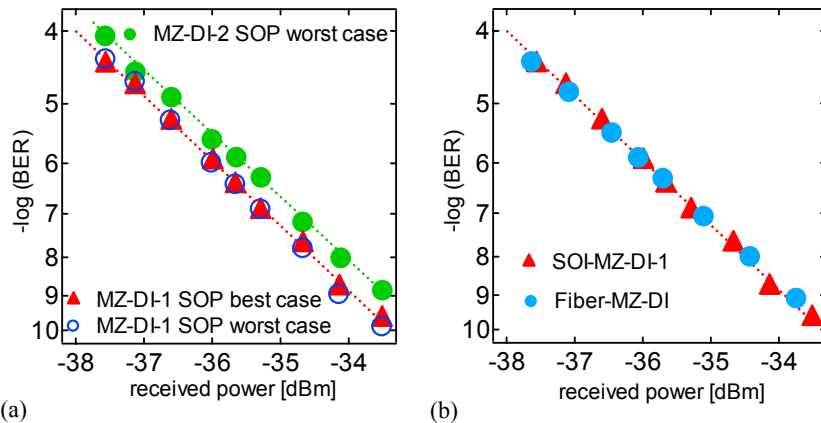 4
5
6
7
8
9
10
-log (BER)
MZ-DI-2 SOP worst case
MZ-DI-1 SOP best case
MZ-DI-1 SOP worst case
-38 -37 -36 -35 -34
received power [dBm]
(a)
4
5
6
7
8
9
10
-log (BER)
SOI-MZ-DI-1
Fiber-MZ-DI
-38 -37 -36 -35 -34
received power [dBm]
(b)